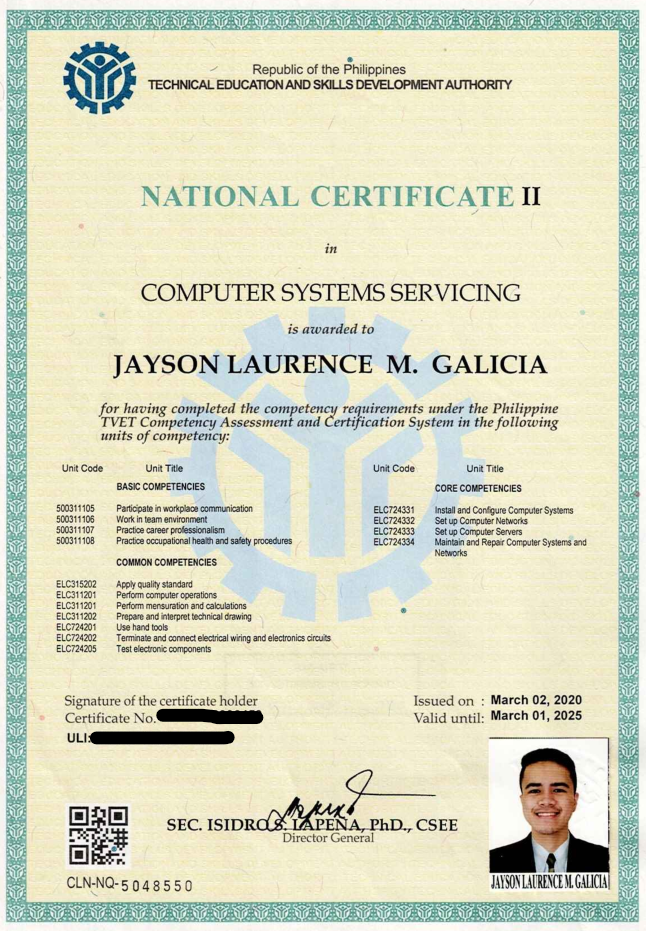 Republic of the Philippines
TECHNICAL EDUCATION AND SKILLS DEVELOPMENT AUTHORITY
NATIONAL CERTIFICATE II
in
COMPUTER SYSTEMS SERVICING
is awarded to
JAYSON LAURENCE M. GALICIA
for having completed the competency requirements under the Philippine
TVET Competency Assessment and Certification System in the following
units of competency:
Unit Code Unit Title
BASIC COMPETENCIES
500311105 Participate in workplace communication
500311106 Work in team environment
500311107 Practice career professionalism
500311108 Practice occupational health and safety procedures
COMMON COMPETENCIES
ELC315202 Apply quality standard
ELC311201 Perform computer operations
ELC311201 Perform mensuration and calculations
ELC311202 Prepare and interpret technical drawing
ELC724201 Use hand tools
ELC724202 Terminate and connect electrical wiring and electronics circuits
ELC724205 Test electronic components
Unit Code Unit Title
CORE COMPETENCIES
ELC724331 Install and Configure Computer Systems
ELC724332 Set up Computer Networks
ELC724333 Set up Computer Servers
ELC724334 Maintain and Repair Computer Systems and
Networks
Signature of the certificate holder
Certificate No.
ULI:
Issued on : March 02, 2020
Valid until: March 01, 2025
SEC. ISIDRO S. LAPEÑA, PhD., CSEE
Director General
CLN-NQ-5048550
JAYSON LAURENCE M. GALICIA